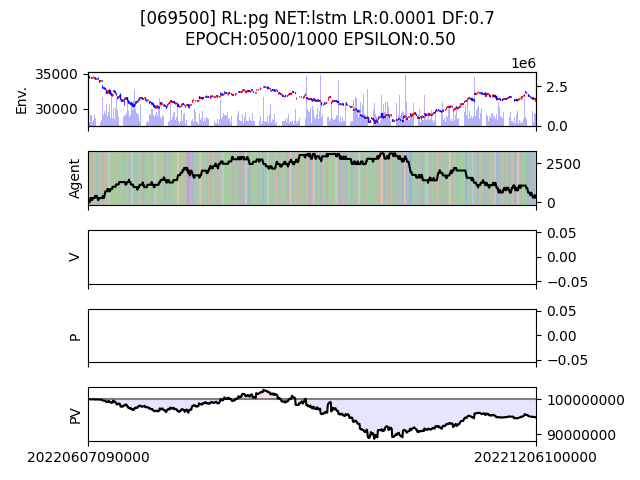 [069500] RL:pg NET:lstm LR:0.0001 DF:0.7
EPOCH:0500/1000 EPSILON:0.50
1e6
35000
30000
Env.
2.5
0.0
Agent
2500
0
V
0.05
0.00
−0.05
P
0.05
0.00
−0.05
PV
100000000
90000000
20220607090000
20221206100000